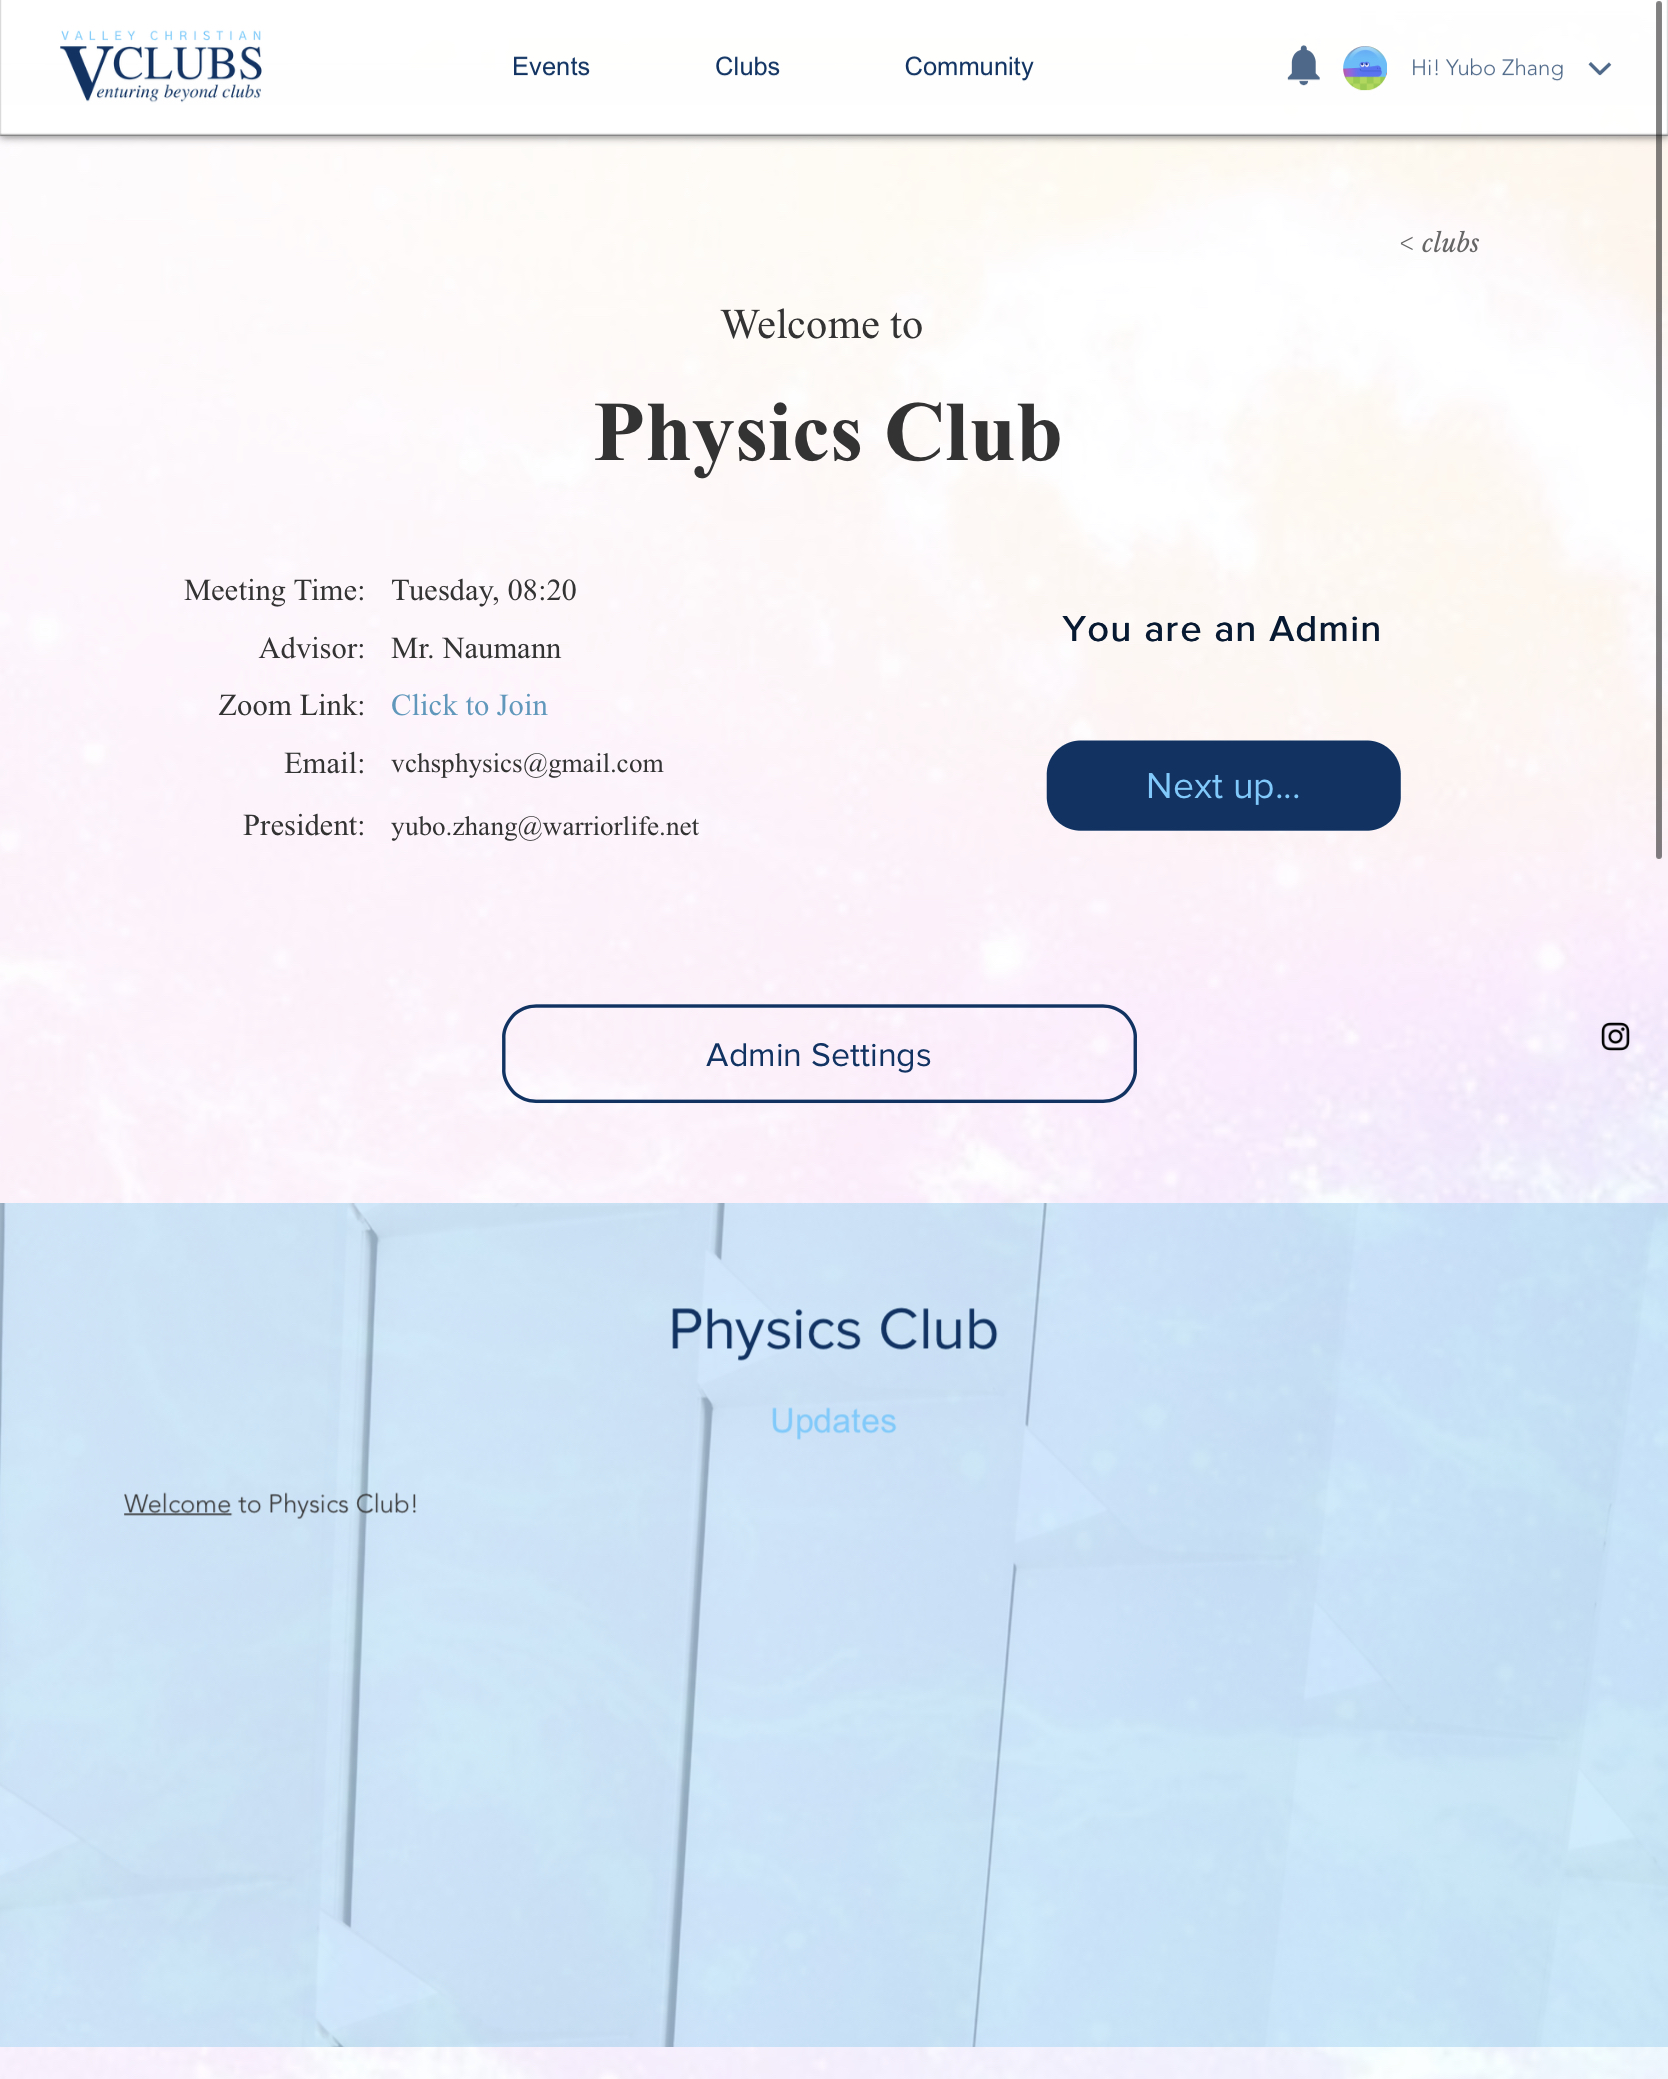 VALLEY CHRISTIAN
VCLUBS
Venturing beyond clubs
Events
Clubs
Community
Hi! Yubo Zhang
< clubs
Welcome to
Physics Club
Meeting Time: Tuesday, 08:20
Advisor: Mr. Naumann
Zoom Link: Click to Join
Email: vchsphysics@gmail.com
President: yubo.zhang@warriorlife.net
You are an Admin
Next up...
Admin Settings
Physics Club
Updates
Welcome to Physics Club!